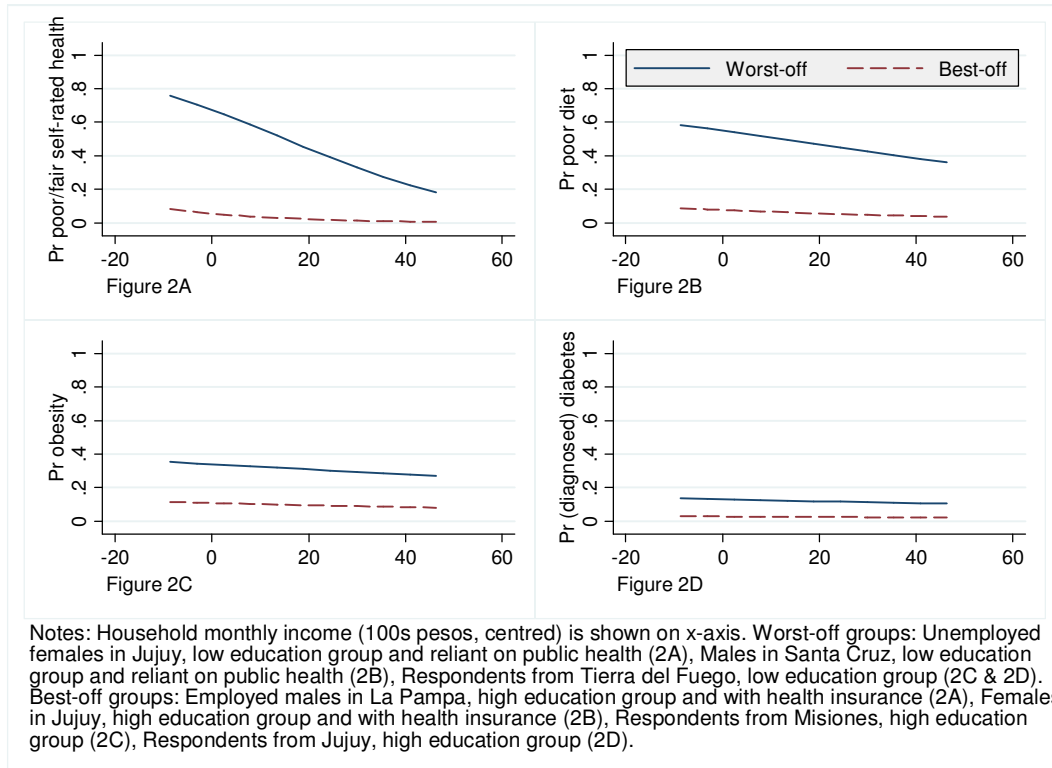 Pr poor/fair self-rated health
1
.8
.6
.4
.2
0
-20 0 20 40 60
Figure 2A
Worst-off Best-off
Pr poor diet
1
.8
.6
.4
.2
0
-20 0 20 40 60
Figure 2B
Pr obesity
1
.8
.6
.4
.2
0
-20 0 20 40 60
Figure 2C
Pr (diagnosed) diabetes
1
.8
.6
.4
.2
0
-20 0 20 40 60
Figure 2D
Notes: Household monthly income (100s pesos, centred) is shown on x-axis. Worst-off groups: Unemployed
females in Jujuy, low education group and reliant on public health (2A), Males in Santa Cruz, low education
group and reliant on public health (2B), Respondents from Tierra del Fuego, low education group (2C & 2D).
Best-off groups: Employed males in La Pampa, high education group and with health insurance (2A), Females
in Jujuy, high education group and with health insurance (2B), Respondents from Misiones, high education
group (2C), Respondents from Jujuy, high education group (2D).